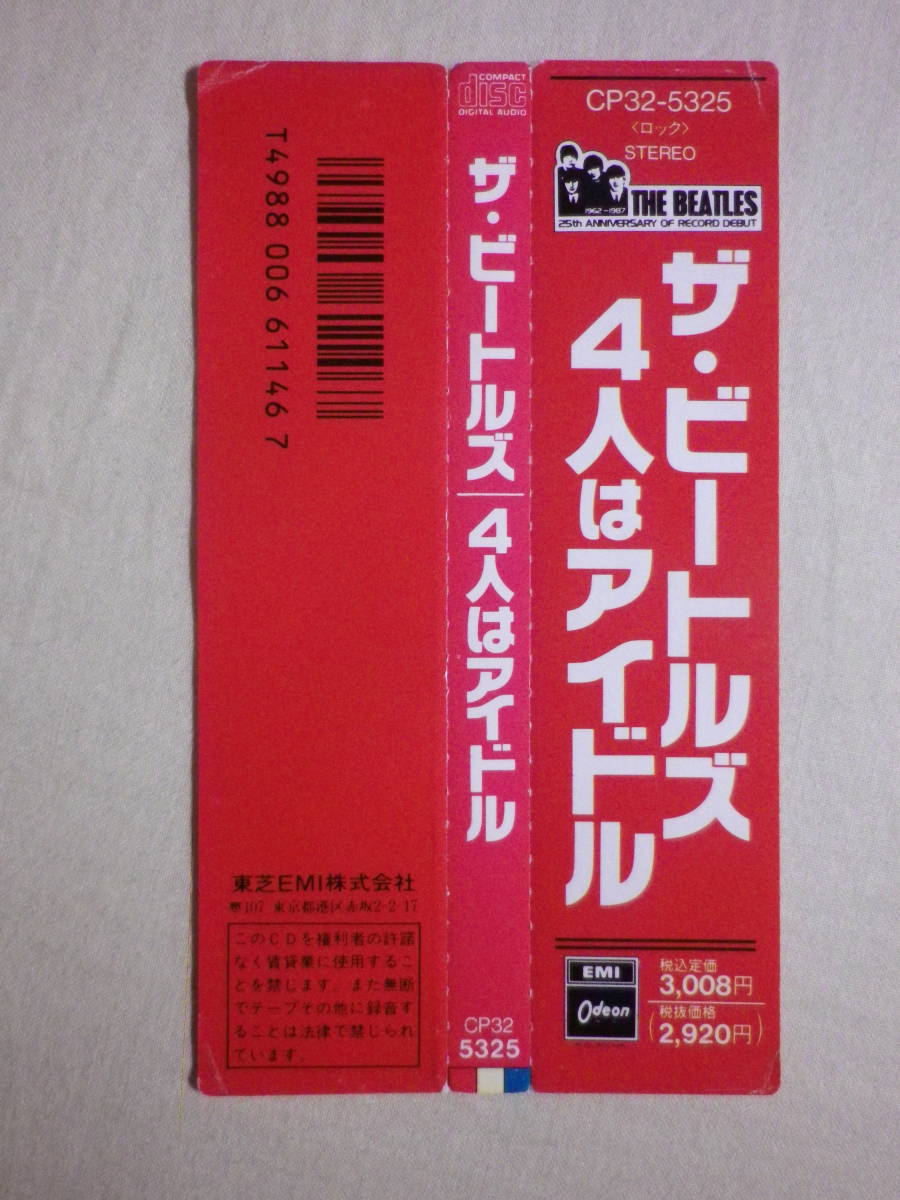 CP32-5325
〈ロック〉
STEREO
1962-1987
THE BEATLES
25th ANNIVERSARY OF RECORD DEBUT
ザ・ビートルズ
4人はアイドル
EMI
Odeon
税込定価
3,008円
(税抜価格
2,920円)
COMPACT
disc
DIGITAL AUDIO
ザ・ビートルズ
4人はアイドル
CP32
5325
T4988 006 61146 7
東芝EMI株式会社
107 東京都港区赤坂2-2-17
このCDを権利者の許諾
なく賃貸業に使用するこ
とを禁じます。また無断
でテープその他に録音す
ることは法律で禁じられ
ています。